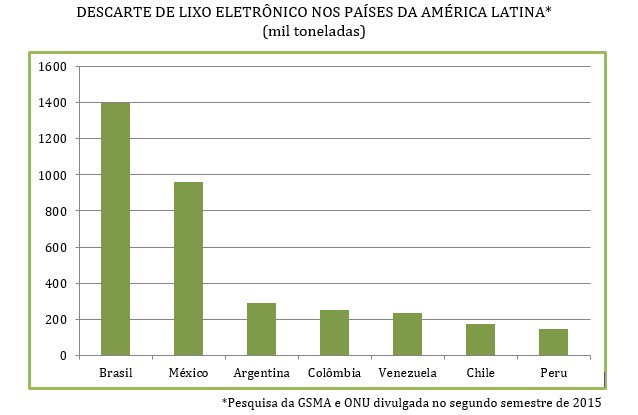 DESCARTE DE LIXO ELETRÔNICO NOS PAÍSES DA AMÉRICA LATINA*
(mil toneladas)
1600
1400
1200
1000
800
600
400
200
0
Brasil México Argentina Colômbia Venezuela Chile Peru
*Pesquisa da GSMA e ONU divulgada no segundo semestre de 2015